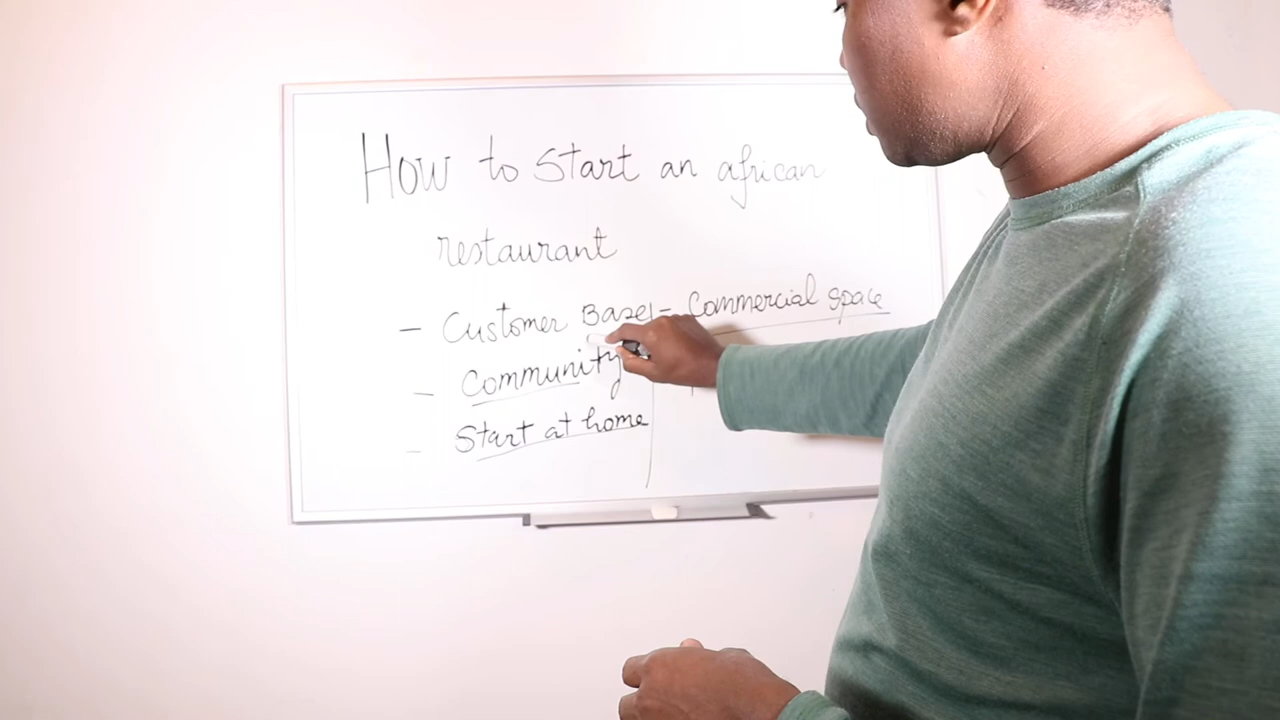 How to Start an african
restaurant
- Customer Base
- Community
- Start at home
- Commercial space